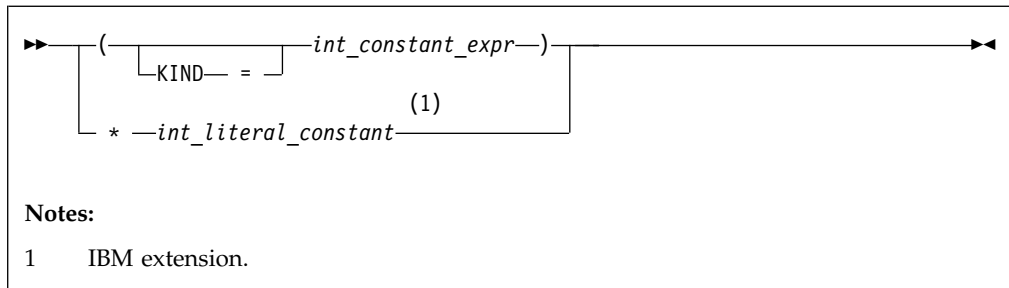 ( int_constant_expr )
KIND =
(1)
* int_literal_constant
Notes:
1 IBM extension.